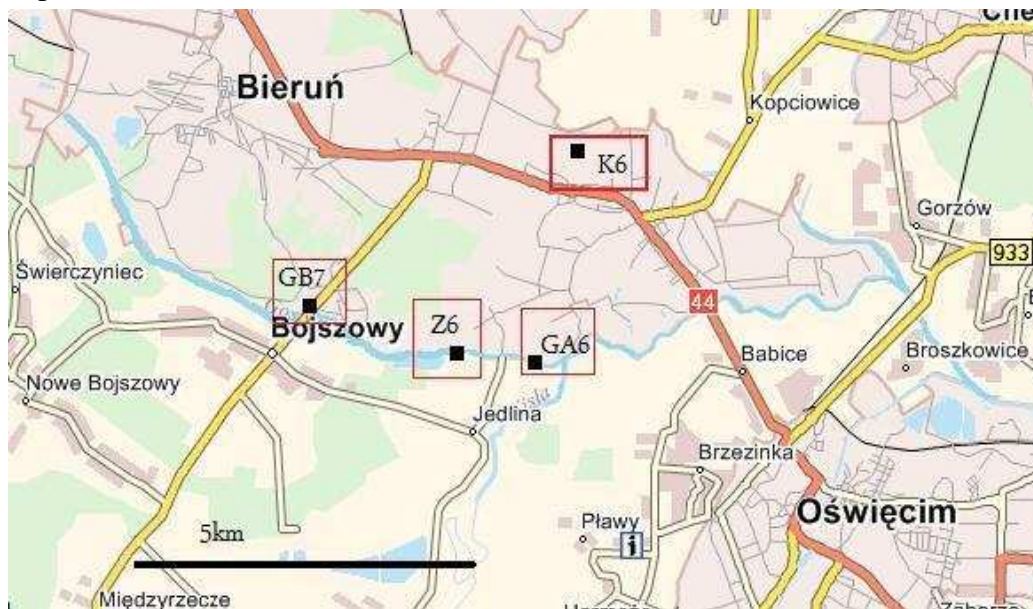 Bieruń
Kopciowice
K6
Gorzów
933
Świerczyniec
GB7
44
Bojszowy
Z6
GA6
Babice
Broszkowice
Nowe Bojszowy
Jedlina
Brzezinka
Oświęcim
Pławy
i
5km
Międzyrzecze